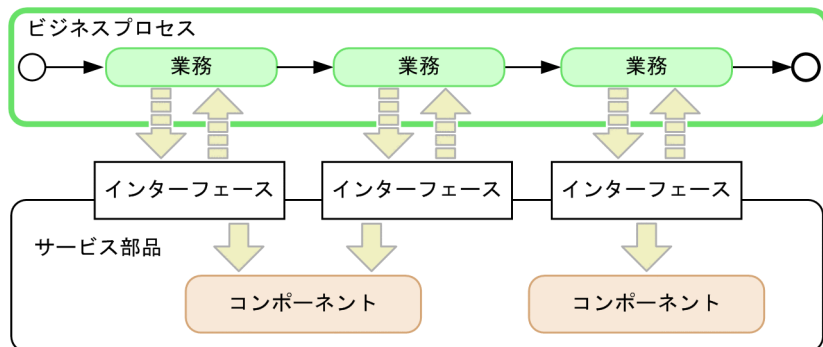 ビジネスプロセス
業務
業務
業務
インターフェース
インターフェース
インターフェース
サービス部品
コンポーネント
コンポーネント